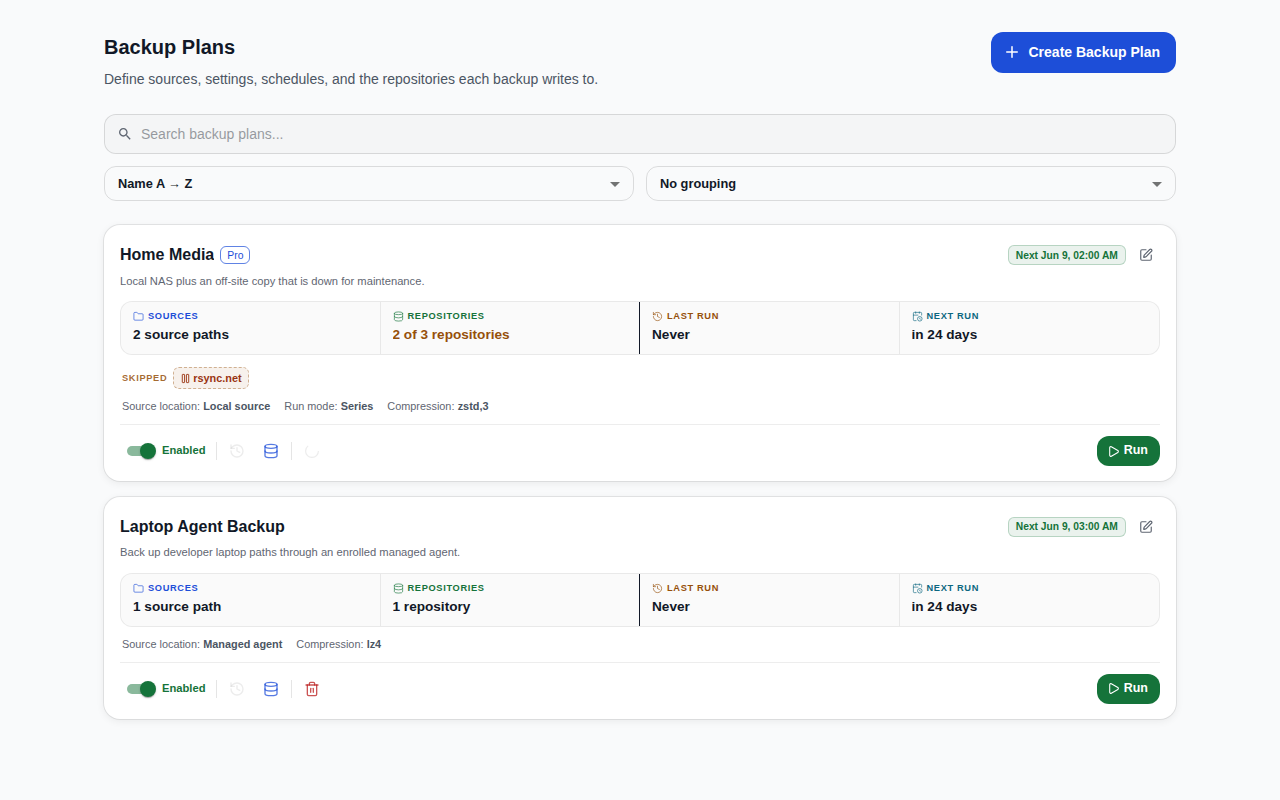 Backup Plans
Create Backup Plan
Define sources, settings, schedules, and the repositories each backup writes to.
Search backup plans...
Name A → Z
No grouping
Home Media Pro
Next Jun 9, 02:00 AM
Local NAS plus an off-site copy that is down for maintenance.
SOURCES
2 source paths
REPOSITORIES
2 of 3 repositories
LAST RUN
Never
NEXT RUN
in 24 days
SKIPPED rsync.net
Source location: Local source Run mode: Series Compression: zstd,3
Enabled
Run
Laptop Agent Backup
Next Jun 9, 03:00 AM
Back up developer laptop paths through an enrolled managed agent.
SOURCES
1 source path
REPOSITORIES
1 repository
LAST RUN
Never
NEXT RUN
in 24 days
Source location: Managed agent Compression: lz4
Enabled
Run